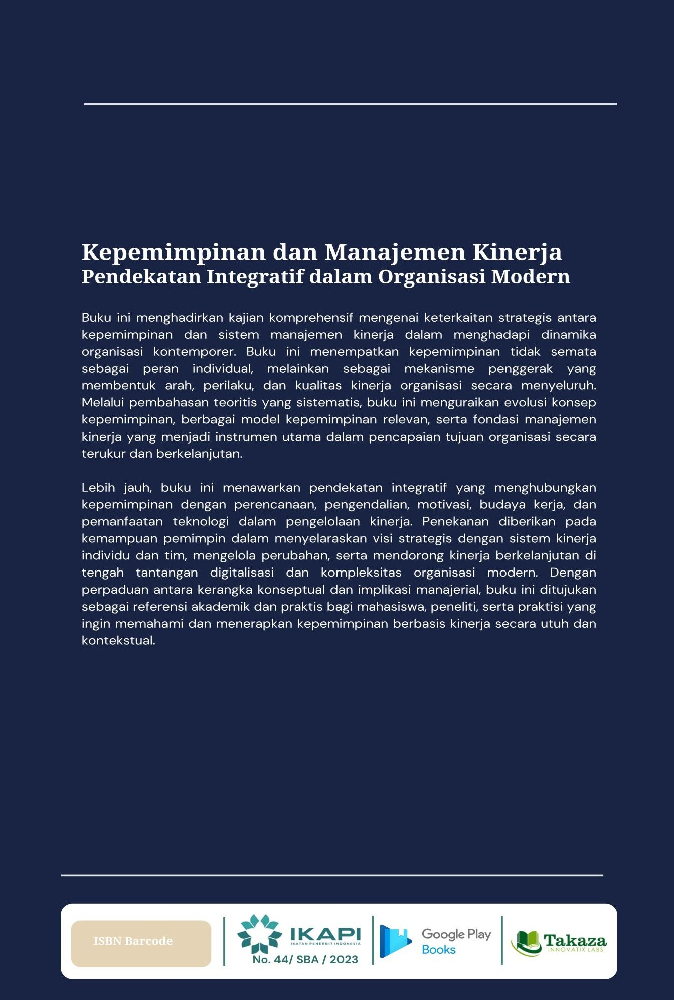 Kepemimpinan dan Manajemen Kinerja
Pendekatan Integratif dalam Organisasi Modern
Buku ini menghadirkan kajian komprehensif mengenai keterkaitan strategis antara
kepemimpinan dan sistem manajemen kinerja dalam menghadapi dinamika
organisasi kontemporer. Buku ini menempatkan kepemimpinan tidak semata
sebagai peran individual, melainkan sebagai mekanisme penggerak yang
membentuk arah, perilaku, dan kualitas kinerja organisasi secara menyeluruh.
Melalui pembahasan teoritis yang sistematis, buku ini menguraikan evolusi konsep
kepemimpinan, berbagai model kepemimpinan relevan, serta fondasi manajemen
kinerja yang menjadi instrumen utama dalam pencapaian tujuan organisasi secara
terukur dan berkelanjutan.
Lebih jauh, buku ini menawarkan pendekatan integratif yang menghubungkan
kepemimpinan dengan perencanaan, pengendalian, motivasi, budaya kerja, dan
pemanfaatan teknologi dalam pengelolaan kinerja. Penekanan diberikan pada
kemampuan pemimpin dalam menyelaraskan visi strategis dengan sistem kinerja
individu dan tim, mengelola perubahan, serta mendorong kinerja berkelanjutan di
tengah tantangan digitalisasi dan kompleksitas organisasi modern. Dengan
perpaduan antara kerangka konseptual dan implikasi manajerial, buku ini ditujukan
sebagai referensi akademik dan praktis bagi mahasiswa, peneliti, serta praktisi yang
ingin memahami dan menerapkan kepemimpinan berbasis kinerja secara utuh dan
kontekstual.
ISBN Barcode
IKAPI
IKATAN PENERBIT INDONESIA
No. 44/ SBA / 2023
Google Play
Books
Takaza
INNOVATIX LABS